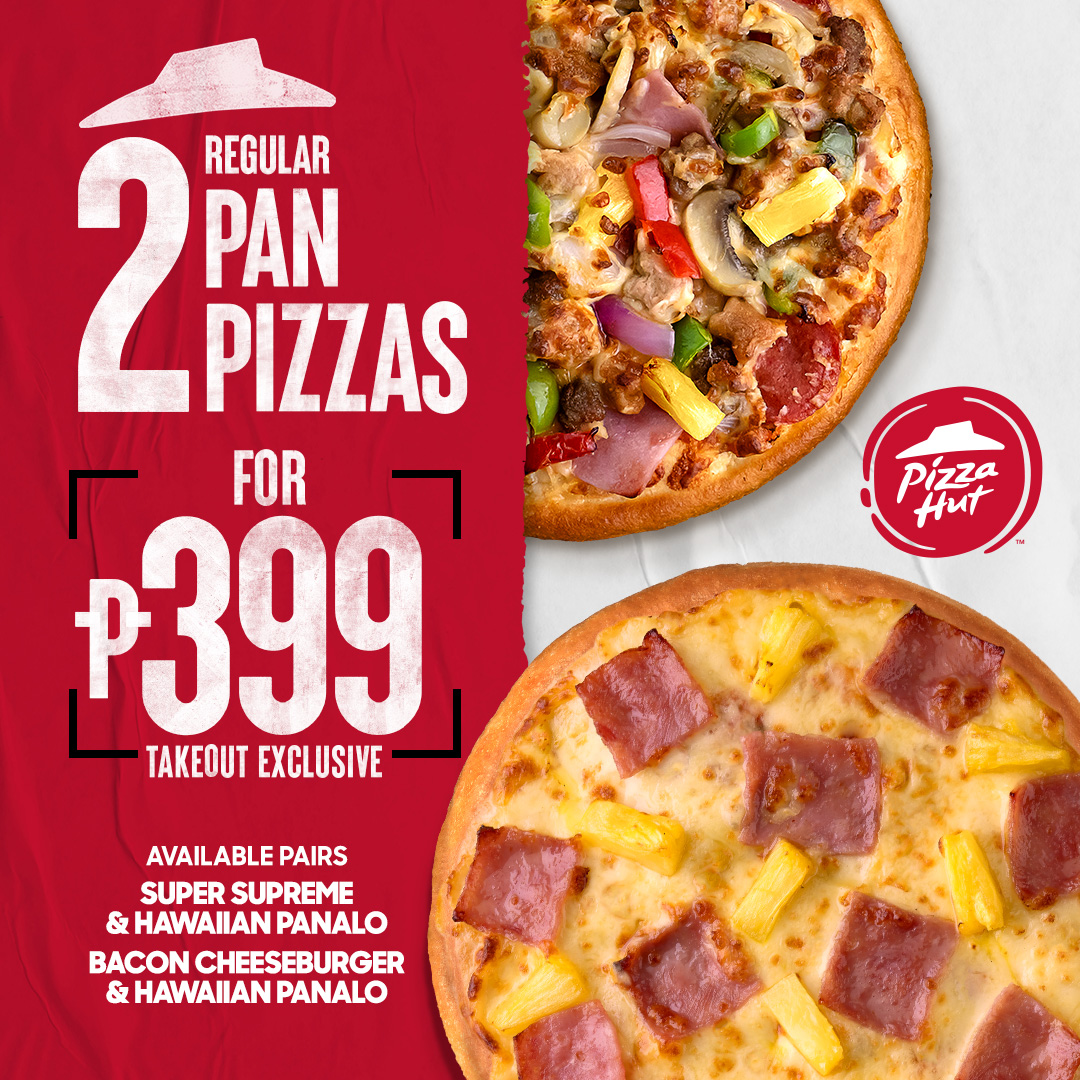 2 REGULAR
PAN
PIZZAS
FOR
₱399
TAKEOUT EXCLUSIVE
AVAILABLE PAIRS
SUPER SUPREME
& HAWAIIAN PANALO
BACON CHEESEBURGER
& HAWAIIAN PANALO
Pizza
Hut
TM